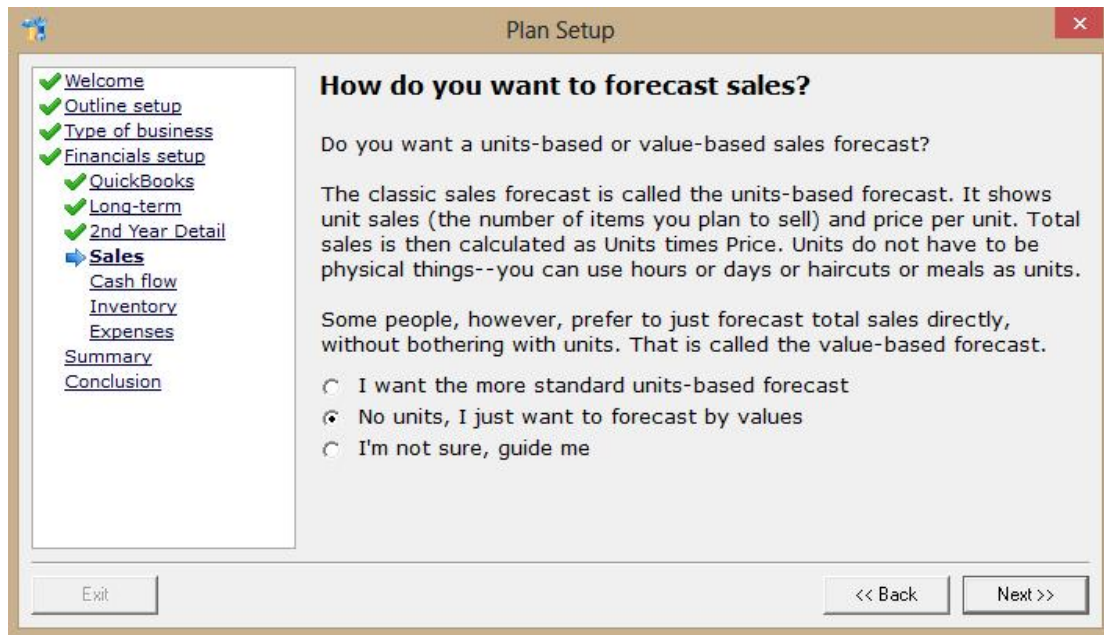 Plan Setup
Welcome
Outline setup
Type of business
Financials setup
QuickBooks
Long-term
2nd Year Detail
Sales
Cash flow
Inventory
Expenses
Summary
Conclusion
How do you want to forecast sales?
Do you want a units-based or value-based sales forecast?
The classic sales forecast is called the units-based forecast. It shows
unit sales (the number of items you plan to sell) and price per unit. Total
sales is then calculated as Units times Price. Units do not have to be
physical things--you can use hours or days or haircuts or meals as units.
Some people, however, prefer to just forecast total sales directly,
without bothering with units. That is called the value-based forecast.
I want the more standard units-based forecast
No units, I just want to forecast by values
I'm not sure, guide me
Exit
<< Back
Next >>